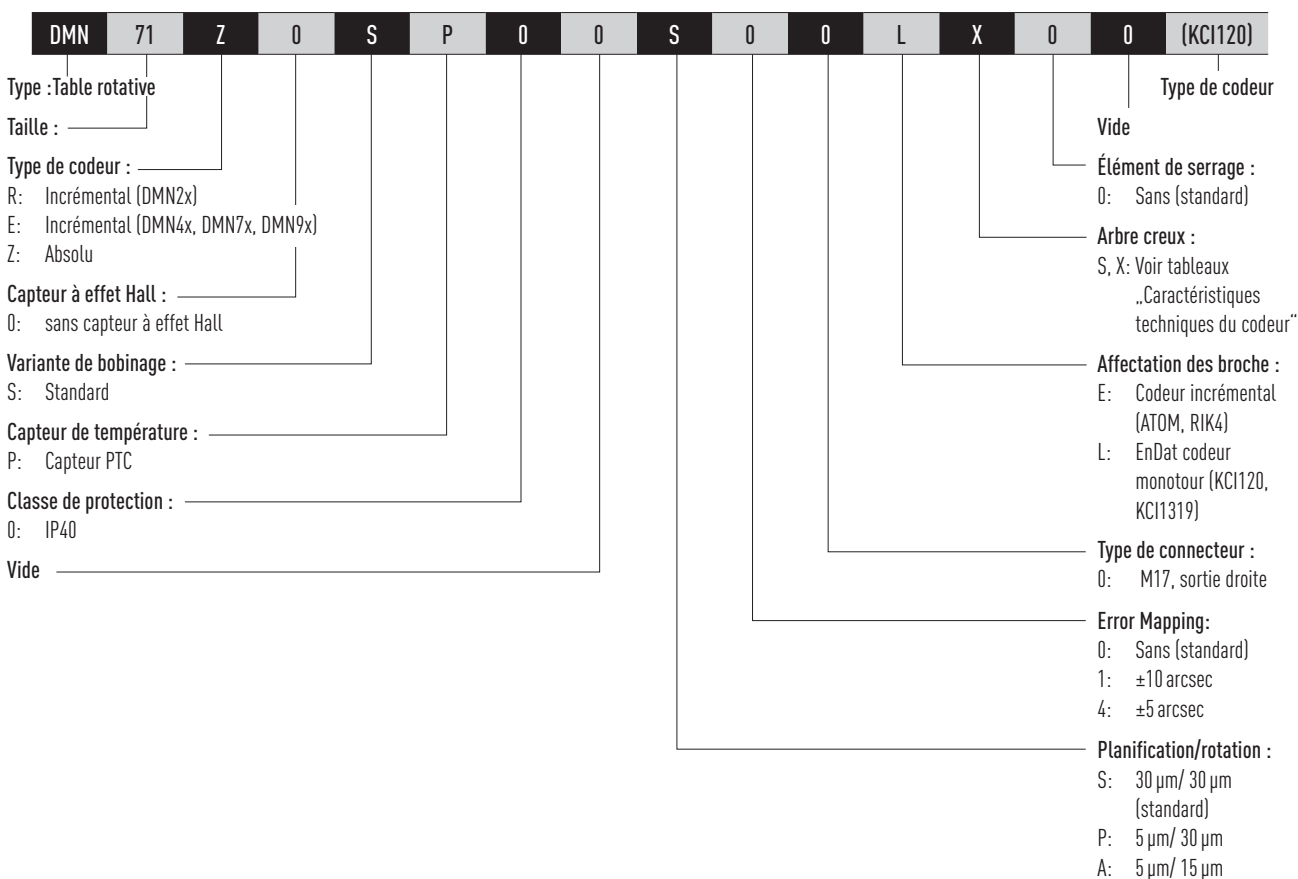 DMN 71 Z 0 S P 0 0 S 0 0 L X 0 0 (KCI120)
Type :Table rotative
Taille :
Type de codeur :
R: Incrémental (DMN2x)
E: Incrémental (DMN4x, DMN7x, DMN9x)
Z: Absolu
Capteur à effet Hall :
0: sans capteur à effet Hall
Variante de bobinage :
S: Standard
Capteur de température :
P: Capteur PTC
Classe de protection :
0: IP40
Vide
Type de codeur
Vide
Élément de serrage :
0: Sans (standard)
Arbre creux :
S, X: Voir tableaux
„Caractéristiques
techniques du codeur“
Affectation des broche :
E: Codeur incrémental
(ATOM, RIK4)
L: EnDat codeur
monotour (KCI120,
KCI1319)
Type de connecteur :
0: M17, sortie droite
Error Mapping:
0: Sans (standard)
1: ±10 arcsec
4: ±5 arcsec
Planification/rotation :
S: 30 µm/ 30 µm
(standard)
P: 5 µm/ 30 µm
A: 5 µm/ 15 µm